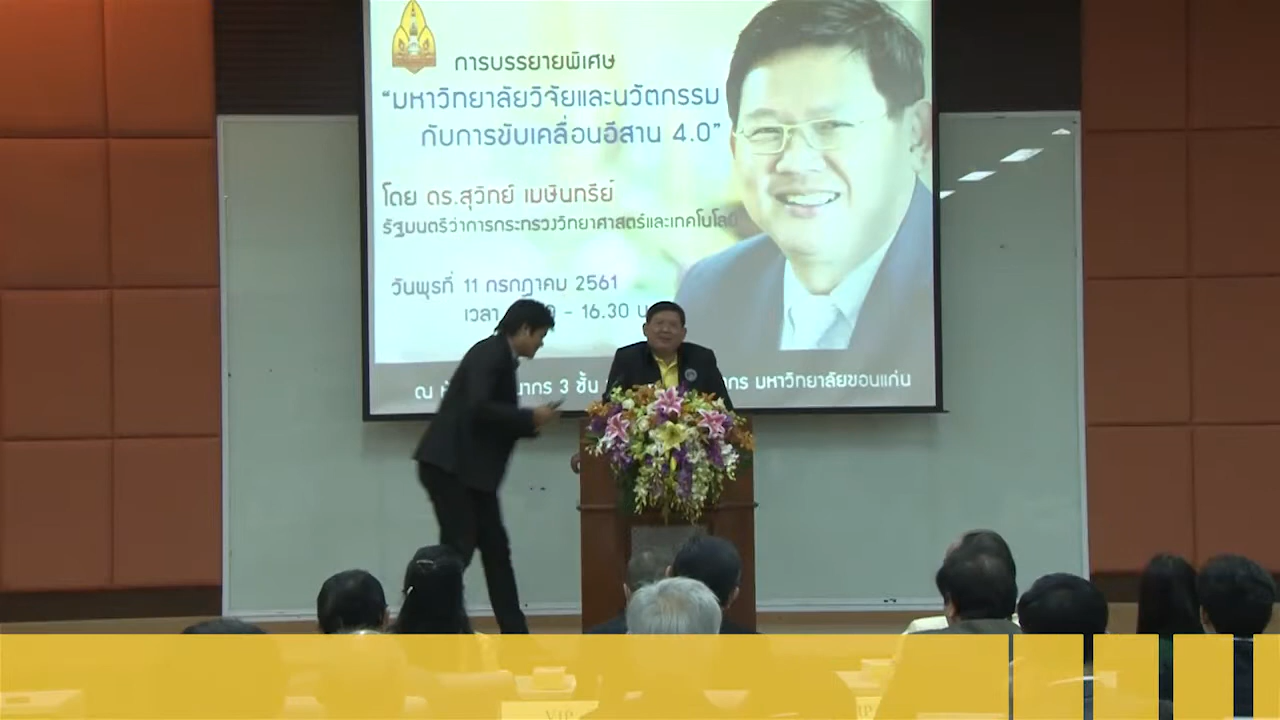 การบรรยายพิเศษ
“มหาวิทยาลัยวิจัยและนวัตกรรม
กับการขับเคลื่อนอีสาน 4.0”
โดย ดร.สุวิทย์ เมษินทรีย์
รัฐมนตรีว่าการกระทรวงวิทยาศาสตร์และเทคโนโลยี
วันพุธที่ 11 กรกฎาคม 2561
เวลา - 16.30 น.
ณ 3 ชั้น มหาวิทยาลัยขอนแก่น
VIP